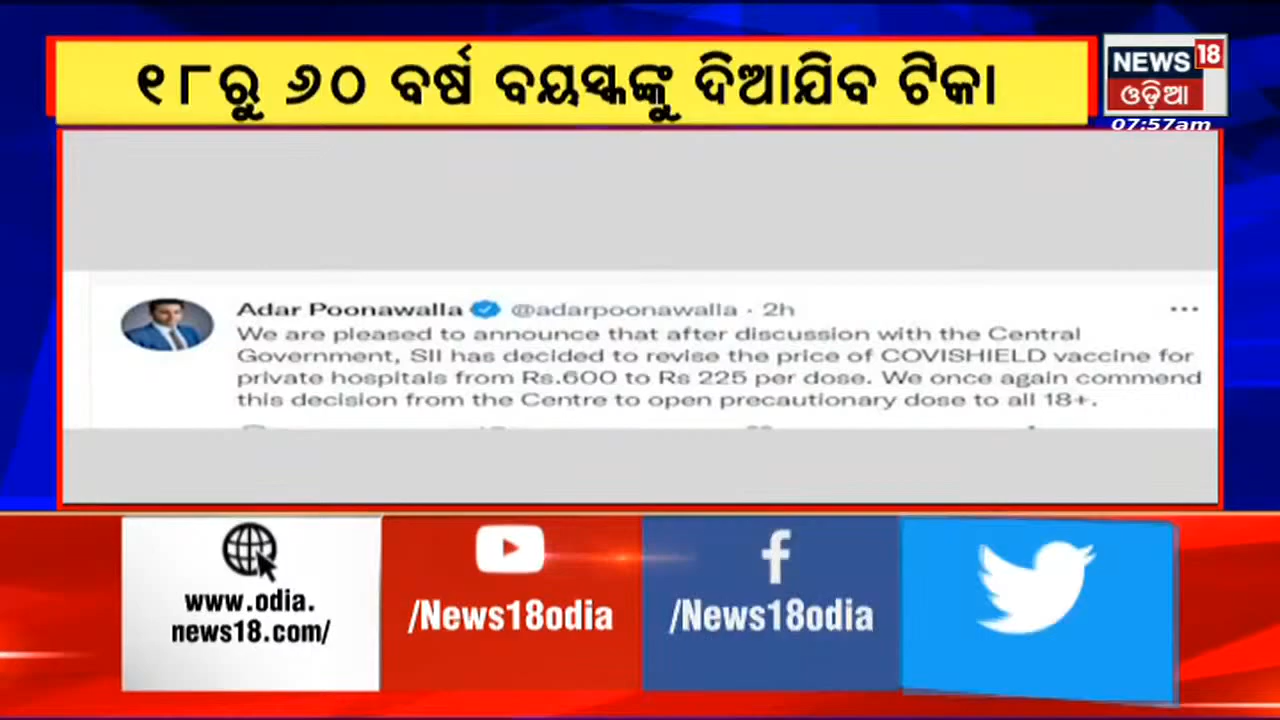 ୧୮ରୁ ୬୦ ବର୍ଷ ବୟସ୍କଙ୍କୁ ଦିଆଯିବ ଟିକା
NEWS 18
ଓଡ଼ିଆ
07:57am
Adar Poonawalla @adarpoonawalla · 2h
We are pleased to announce that after discussion with the Central
Government, SII has decided to revise the price of COVISHIELD vaccine for
private hospitals from Rs.600 to Rs 225 per dose. We once again commend
this decision from the Centre to open precautionary dose to all 18+.
www.odia.
news18.com/
/News18odia
/News18odia